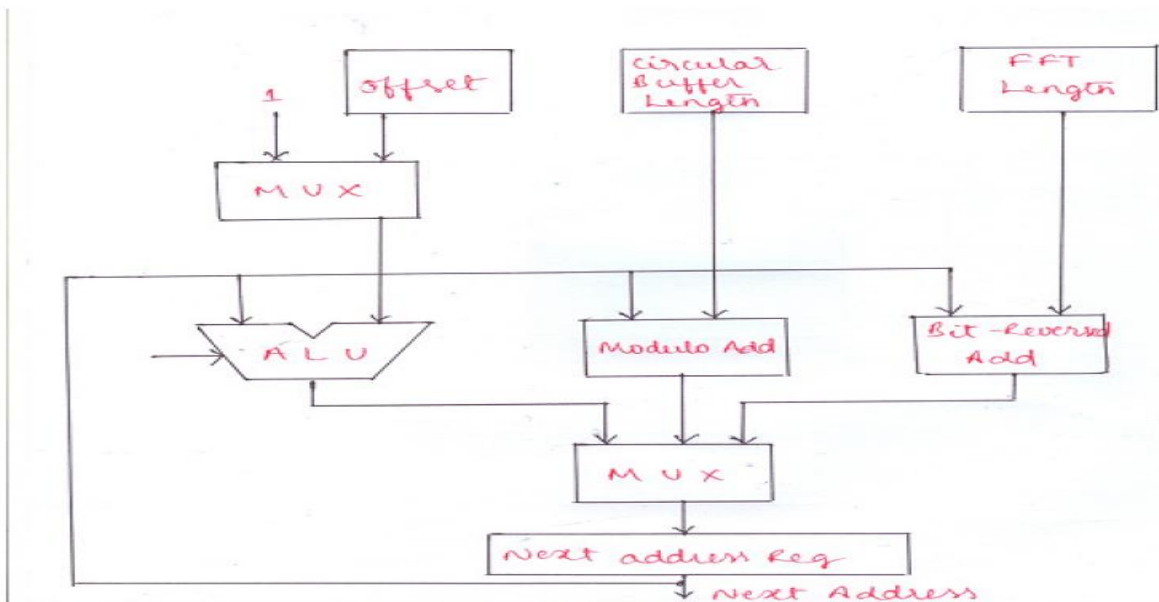 1
Offset
Circular
Buffer
Length
FFT
Length
MUX
ALU
Modulo Add
Bit-Reversed
Add
MUX
Next address Reg
Next Address